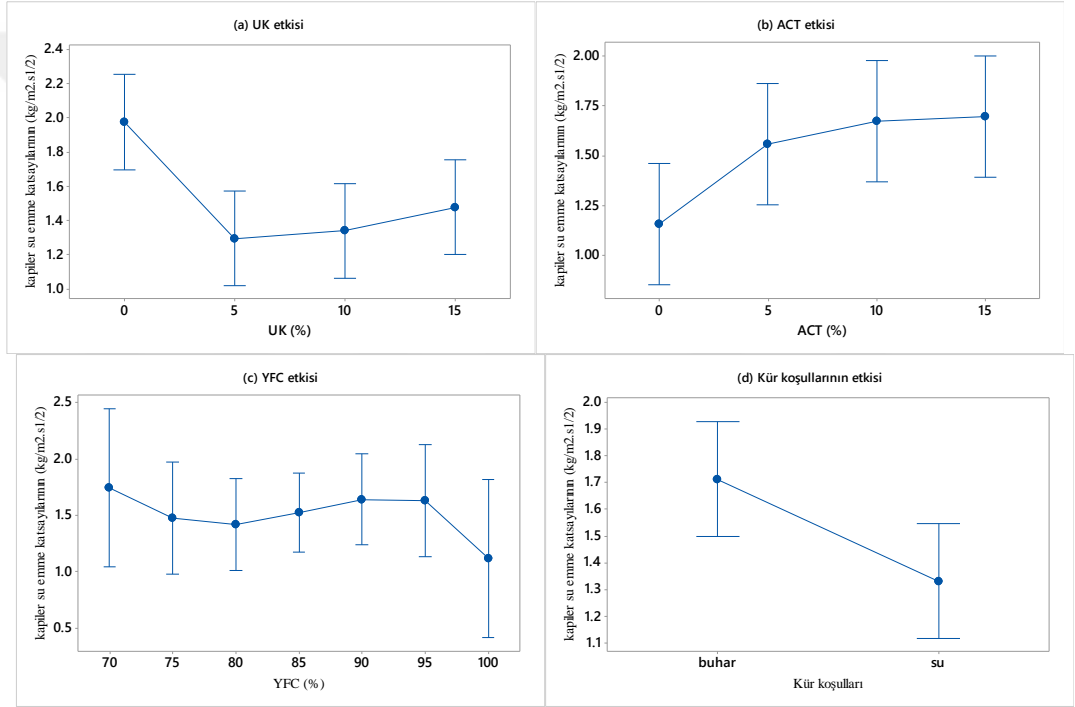 (a) UK etkisi
kapiler su emme katsayılarının (kg/m2.s1/2)
2.4
2.2
2.0
1.8
1.6
1.4
1.2
1.0
0 5 10 15
UK (%)
(b) ACT etkisi
kapiler su emme katsayılarının (kg/m2.s1/2)
2.00
1.75
1.50
1.25
1.00
0 5 10 15
ACT (%)
(c) YFC etkisi
kapiler su emme katsayılarının (kg/m2.s1/2)
2.5
2.0
1.5
1.0
0.5
70 75 80 85 90 95 100
YFC (%)
(d) Kür koşullarının etkisi
kapiler su emme katsayılarının (kg/m2.s1/2)
2.0
1.9
1.8
1.7
1.6
1.5
1.4
1.3
1.2
1.1
buhar su
Kür koşulları